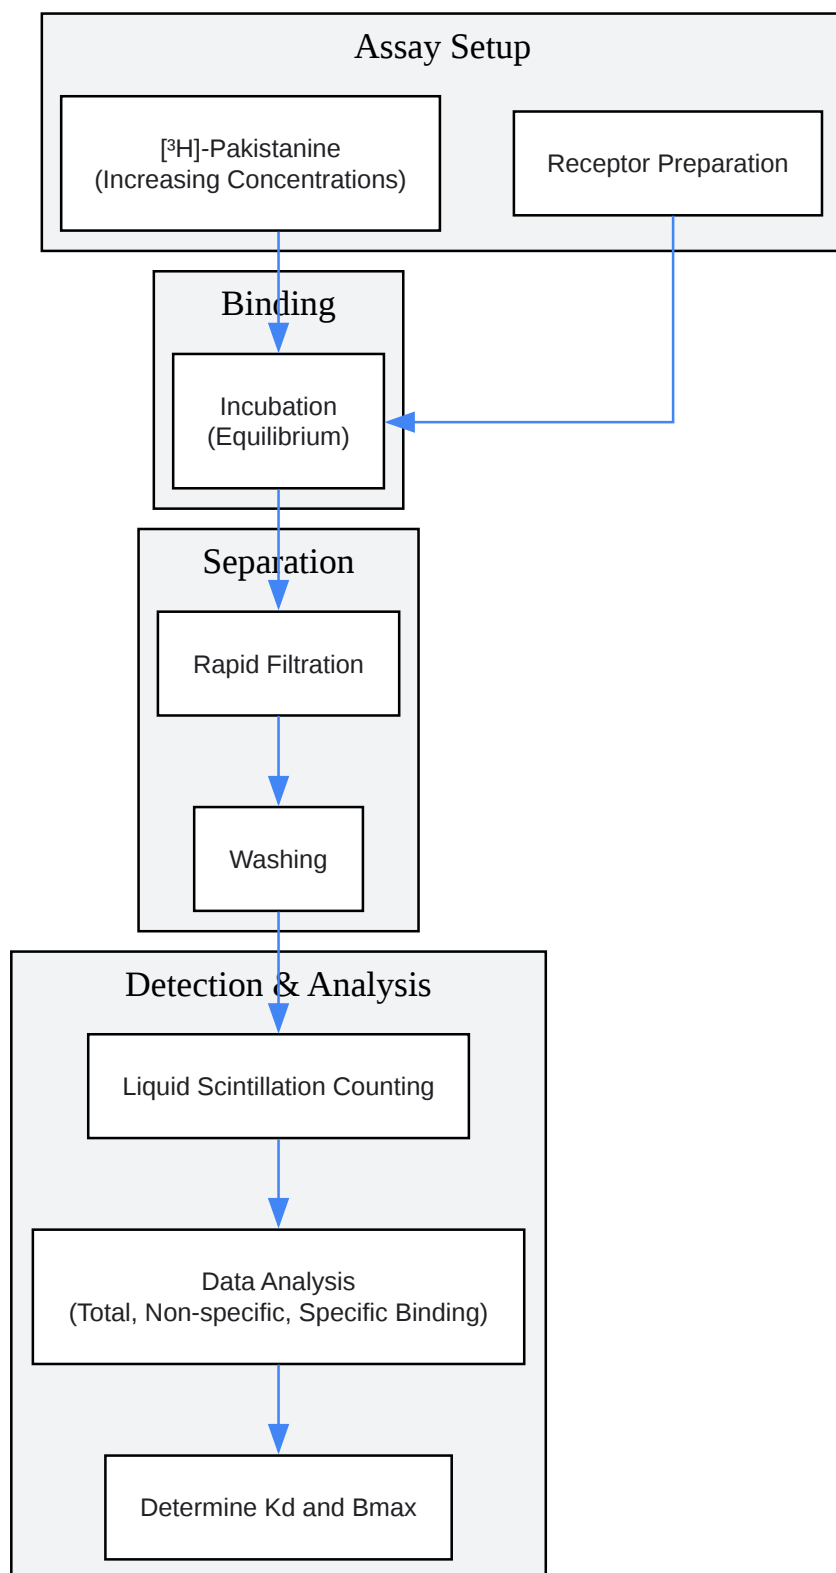 Assay Setup
[³H]-Pakistanine
(Increasing Concentrations)
Receptor Preparation
Binding
Incubation
(Equilibrium)
Separation
Rapid Filtration
Washing
Detection & Analysis
Liquid Scintillation Counting
Data Analysis
(Total, Non-specific, Specific Binding)
Determine Kd and Bmax